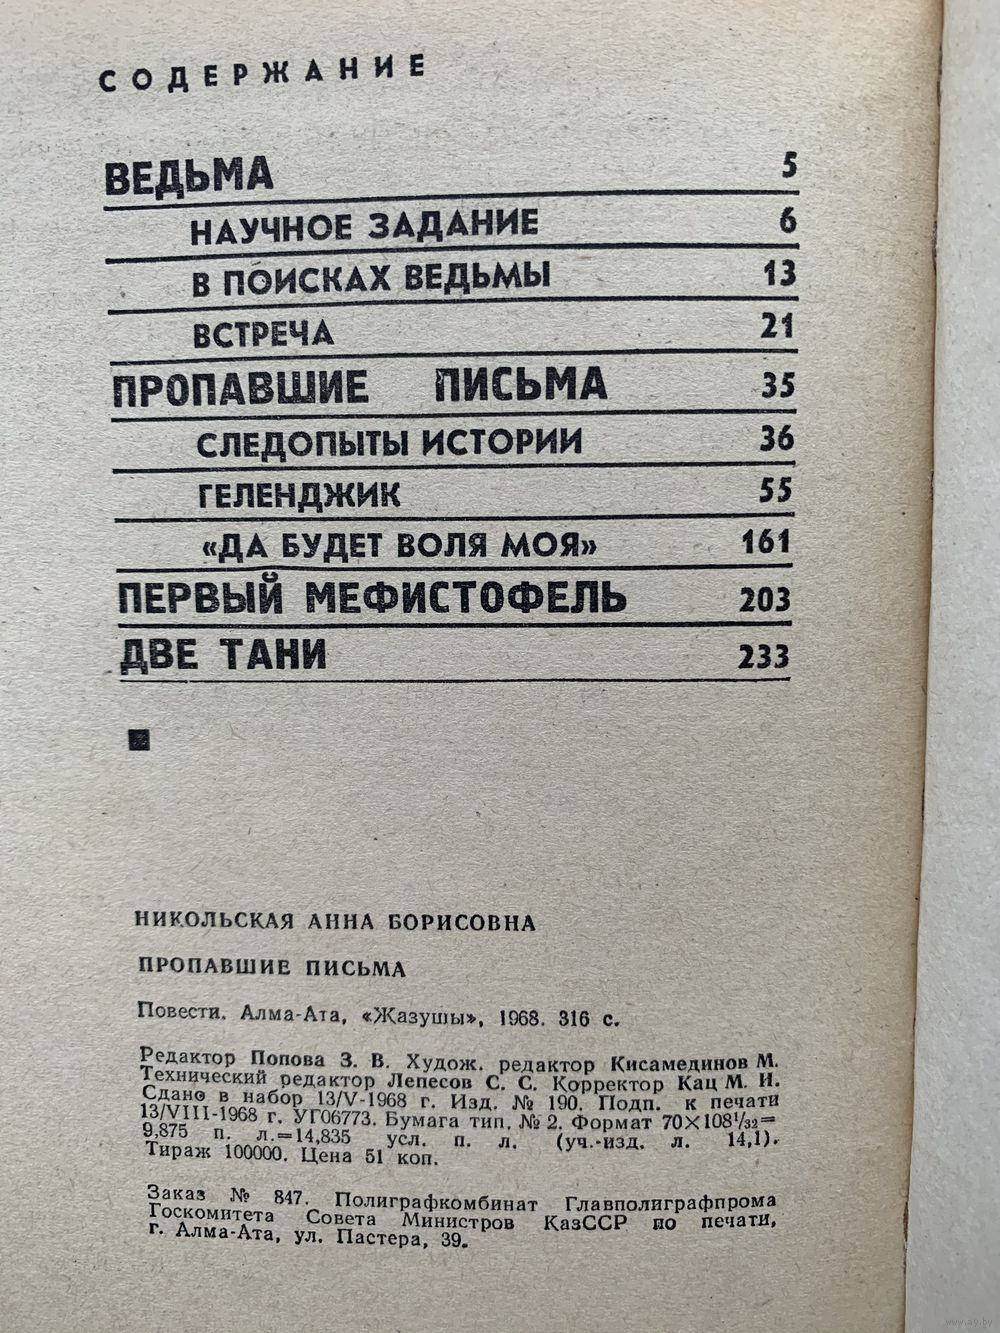 СОДЕРЖАНИЕ
ВЕДЬМА 5
НАУЧНОЕ ЗАДАНИЕ 6
В ПОИСКАХ ВЕДЬМЫ 13
ВСТРЕЧА 21
ПРОПАВШИЕ ПИСЬМА 35
СЛЕДОПЫТЫ ИСТОРИИ 36
ГЕЛЕНДЖИК 55
«ДА БУДЕТ ВОЛЯ МОЯ» 161
ПЕРВЫЙ МЕФИСТОФЕЛЬ 203
ДВЕ ТАНИ 233
НИКОЛЬСКАЯ АННА БОРИСОВНА
ПРОПАВШИЕ ПИСЬМА
Повести. Алма-Ата, «Жазушы», 1968. 316 с.
Редактор Попова З. В. Худож. редактор Кисамединов М.
Технический редактор Лепесов С. С. Корректор Кац М. И.
Сдано в набор 13/V-1968 г. Изд. № 190. Подп. к печати
13/VIII-1968 г. УГ06773. Бумага тип. № 2. Формат 70×108¹/₃₂=
9,875 п. л.=14,835 усл. п. л. (уч.-изд. л. 14,1).
Тираж 100000. Цена 51 коп.
Заказ № 847. Полиграфкомбинат Главполиграфпрома
Госкомитета Совета Министров КазССР по печати,
г. Алма-Ата, ул. Пастера, 39.
www.ay.by